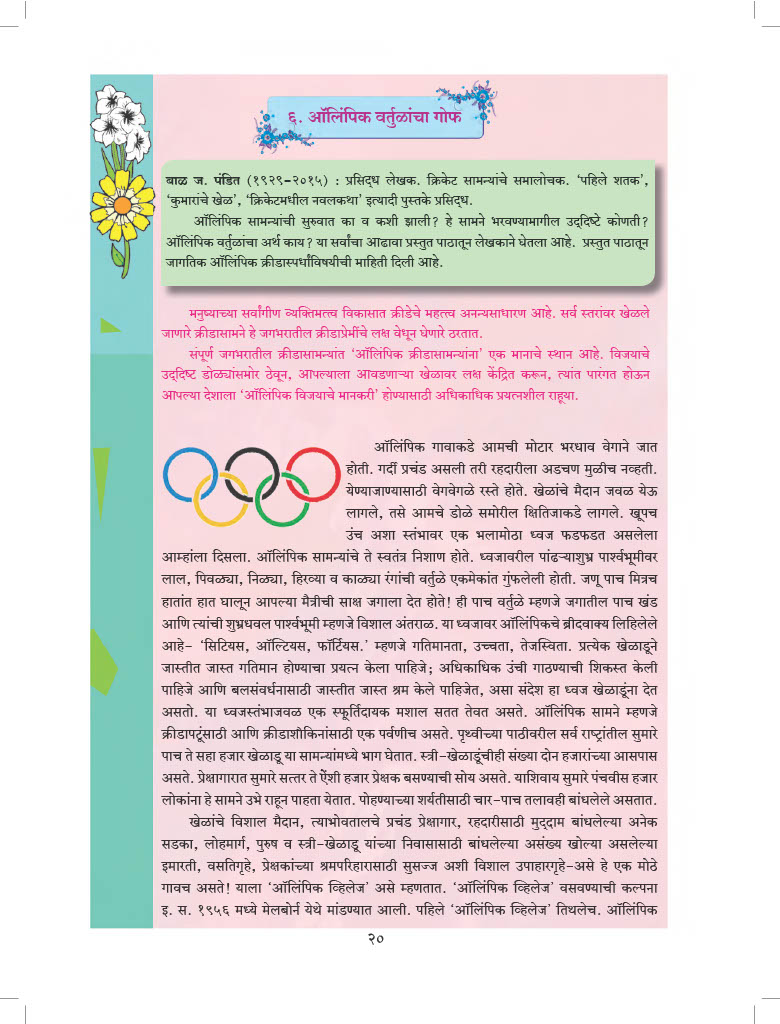 ६. ऑलिंपिक वर्तुळांचा गोफ
बाळ ज. पंडित (१९२९-२०१५) : प्रसिद्ध लेखक. क्रिकेट सामन्यांचे समालोचक. ‘पहिले शतक’,
‘कुमारांचे खेळ’, ‘क्रिकेटमधील नवलकथा’ इत्यादी पुस्तके प्रसिद्ध.
ऑलिंपिक सामन्यांची सुरुवात का व कशी झाली? हे सामने भरवण्यामागील उद्‌दिष्टे कोणती?
ऑलिंपिक वर्तुळांचा अर्थ काय? या सर्वांचा आढावा प्रस्तुत पाठातून लेखकाने घेतला आहे. प्रस्तुत पाठातून
जागतिक ऑलिंपिक क्रीडास्पर्धांविषयीची माहिती दिली आहे.
मनुष्याच्या सर्वांगीण व्यक्तिमत्त्व विकासात क्रीडेचे महत्त्व अनन्यसाधारण आहे. सर्व स्तरांवर खेळले
जाणारे क्रीडासामने हे जगभरातील क्रीडाप्रेमींचे लक्ष वेधून घेणारे ठरतात.
संपूर्ण जगभरातील क्रीडासामन्यांत ‘ऑलिंपिक क्रीडासामन्यांना’ एक मानाचे स्थान आहे. विजयाचे
उद्‌दिष्ट डोळ्यांसमोर ठेवून, आपल्याला आवडणाऱ्या खेळावर लक्ष केंद्रित करून, त्यांत पारंगत होऊन
आपल्या देशाला ‘ऑलिंपिक विजयाचे मानकरी’ होण्यासाठी अधिकाधिक प्रयत्नशील राहूया.
ऑलिंपिक गावाकडे आमची मोटार भरधाव वेगाने जात
होती. गर्दी प्रचंड असली तरी रहदारीला अडचण मुळीच नव्हती.
येण्याजाण्यासाठी वेगवेगळे रस्ते होते. खेळांचे मैदान जवळ येऊ
लागले, तसे आमचे डोळे समोरील क्षितिजाकडे लागले. खूपच
उंच अशा स्तंभावर एक भलामोठा ध्वज फडफडत असलेला
आम्हांला दिसला. ऑलिंपिक सामन्यांचे ते स्वतंत्र निशाण होते. ध्वजावरील पांढऱ्याशुभ्र पार्श्वभूमीवर
लाल, पिवळ्या, निळ्या, हिरव्या व काळ्या रंगांची वर्तुळे एकमेकांत गुंफलेली होती. जणू पाच मित्रच
हातांत हात घालून आपल्या मैत्रीची साक्ष जगाला देत होते! ही पाच वर्तुळे म्हणजे जगातील पाच खंड
आणि त्यांची शुभ्रधवल पार्श्वभूमी म्हणजे विशाल अंतराळ. या ध्वजावर ऑलिंपिकचे ब्रीदवाक्य लिहिलेले
आहे- ‘सिटियस, ऑल्टियस, फॉर्टियस.’ म्हणजे गतिमानता, उच्चता, तेजस्विता. प्रत्येक खेळाडूने
जास्तीत जास्त गतिमान होण्याचा प्रयत्न केला पाहिजे; अधिकाधिक उंची गाठण्याची शिकस्त केली
पाहिजे आणि बलसंवर्धनासाठी जास्तीत जास्त श्रम केले पाहिजेत, असा संदेश हा ध्वज खेळाडूंना देत
असतो. या ध्वजस्तंभाजवळ एक स्फूर्तिदायक मशाल सतत तेवत असते. ऑलिंपिक सामने म्हणजे
क्रीडापटूंसाठी आणि क्रीडाशौकिनांसाठी एक पर्वणीच असते. पृथ्वीच्या पाठीवरील सर्व राष्ट्रांतील सुमारे
पाच ते सहा हजार खेळाडू या सामन्यांमध्ये भाग घेतात. स्त्री-खेळाडूंचीही संख्या दोन हजारांच्या आसपास
असते. प्रेक्षागारात सुमारे सत्तर ते ऐंशी हजार प्रेक्षक बसण्याची सोय असते. याशिवाय सुमारे पंचवीस हजार
लोकांना हे सामने उभे राहून पाहता येतात. पोहण्याच्या शर्यतीसाठी चार-पाच तलावही बांधलेले असतात.
खेळांचे विशाल मैदान, त्याभोवतालचे प्रचंड प्रेक्षागार, रहदारीसाठी मुद्‌दाम बांधलेल्या अनेक
सडका, लोहमार्ग, पुरुष व स्त्री-खेळाडू यांच्या निवासासाठी बांधलेल्या असंख्य खोल्या असलेल्या
इमारती, वसतिगृहे, प्रेक्षकांच्या श्रमपरिहारासाठी सुसज्ज अशी विशाल उपाहारगृहे-असे हे एक मोठे
गावच असते! याला ‘ऑलिंपिक व्हिलेज’ असे म्हणतात. ‘ऑलिंपिक व्हिलेज’ वसवण्याची कल्पना
इ. स. १९५६ मध्ये मेलबोर्न येथे मांडण्यात आली. पहिले ‘ऑलिंपिक व्हिलेज’ तिथलेच. ऑलिंपिक
२०